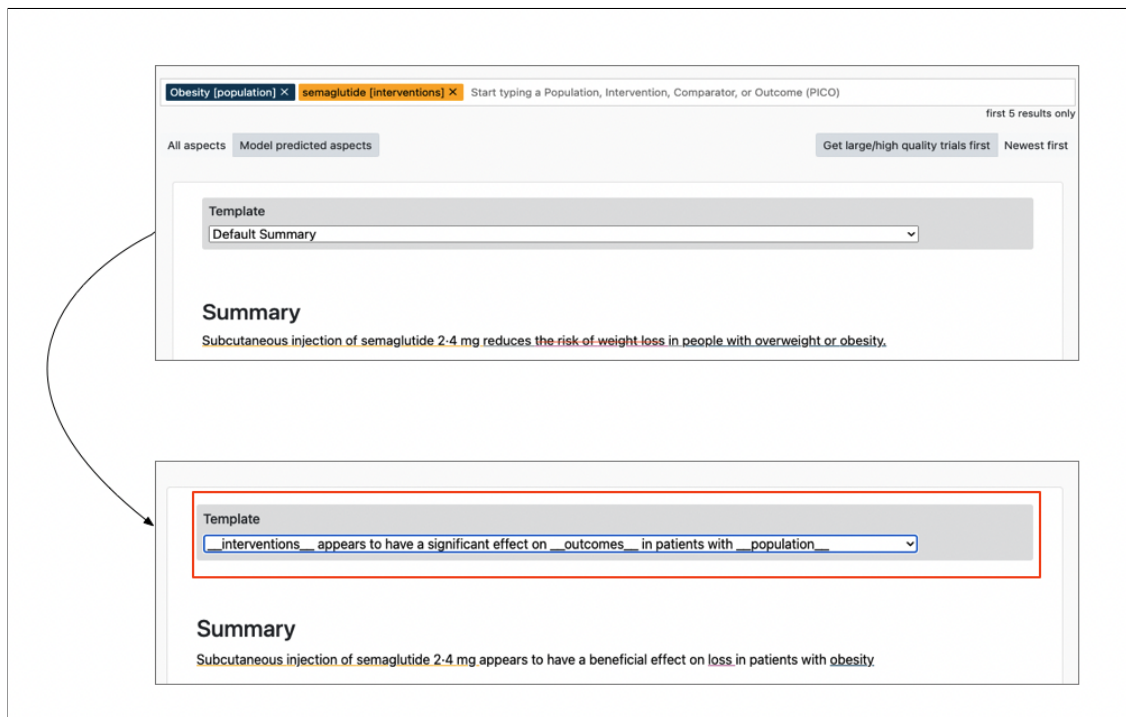 Obesity [population] × semaglutide [interventions] × Start typing a Population, Intervention, Comparator, or Outcome (PICO)
first 5 results only
All aspects Model predicted aspects Get large/high quality trials first Newest first
Template
Default Summary
Summary
Subcutaneous injection of semaglutide 2·4 mg reduces the risk of weight loss in people with overweight or obesity.
Template
__interventions__ appears to have a significant effect on __outcomes__ in patients with __population__
Summary
Subcutaneous injection of semaglutide 2·4 mg appears to have a beneficial effect on loss in patients with obesity